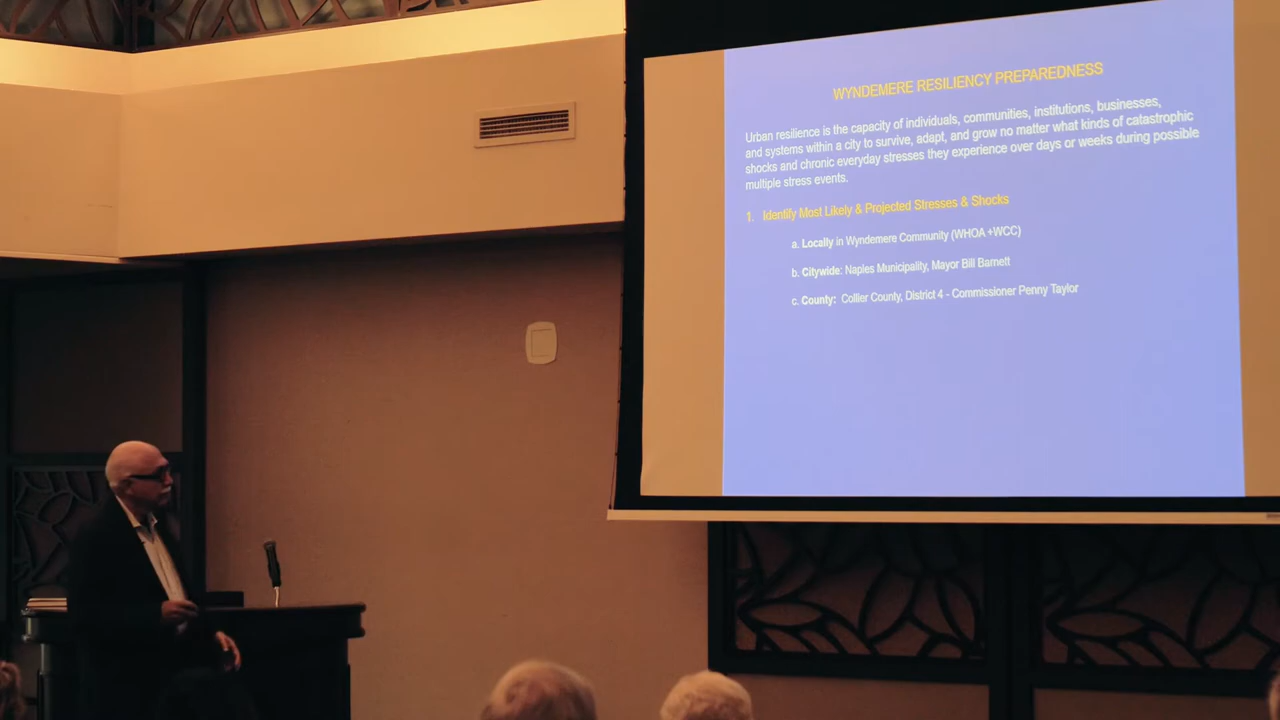 WYNDEMERE RESILIENCY PREPAREDNESS
Urban resilience is the capacity of individuals, communities, institutions, businesses,
and systems within a city to survive, adapt, and grow no matter what kinds of catastrophic
shocks and chronic everyday stresses they experience over days or weeks during possible
multiple stress events.
1. Identify Most Likely & Projected Stresses & Shocks
a. Locally in Wyndemere Community (WHOA +WCC)
b. Citywide: Naples Municipality, Mayor Bill Barnett
c. County: Collier County, District 4 - Commissioner Penny Taylor